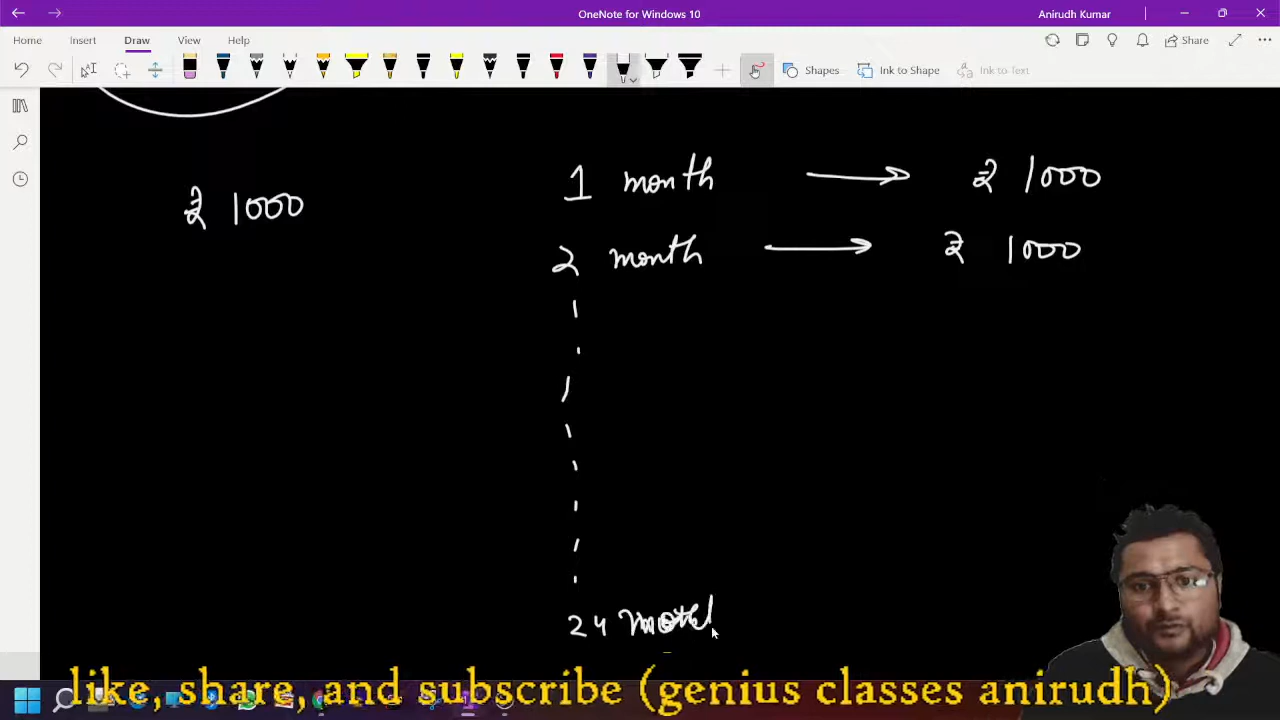 OneNote for Windows 10
Anirudh Kumar
Home Insert Draw View Help
Share
Shapes Ink to Shape Ink to Text
₹ 1000
1 month → ₹ 1000
2 month → ₹ 1000
24
like, share, and subscribe (genius classes anirudh)